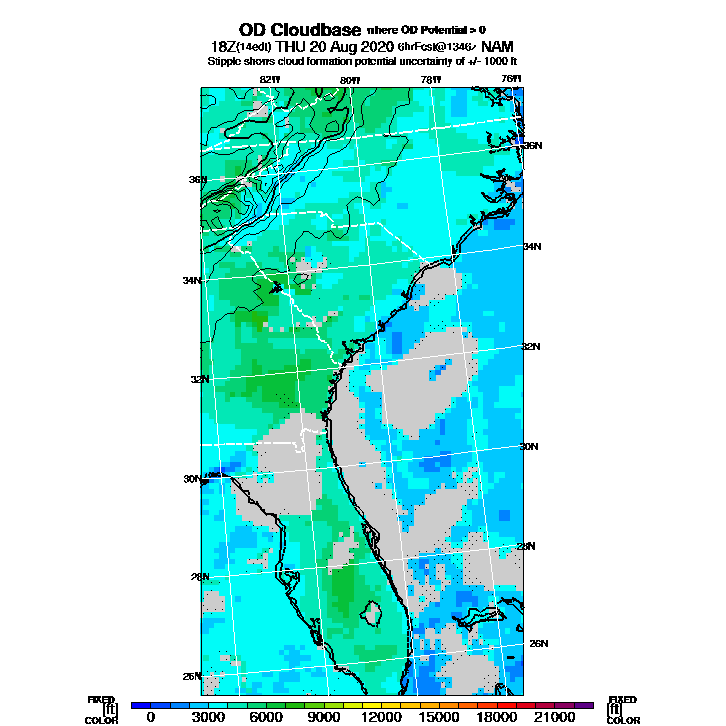 OD Cloudbase where OD Potential > 0
18Z(14edt) THU 20 Aug 2020 6hrFcst@1346z NAM
Stipple shows cloud formation potential uncertainty of +/- 1000 ft
82W 80W 78W 76W
36N 36N
34N 34N
32N 32N
30N 30N
28N 28N
26N 26N
FIXED FIXED
[ft] 0 3000 6000 9000 12000 15000 18000 21000 [ft]
COLOR COLOR